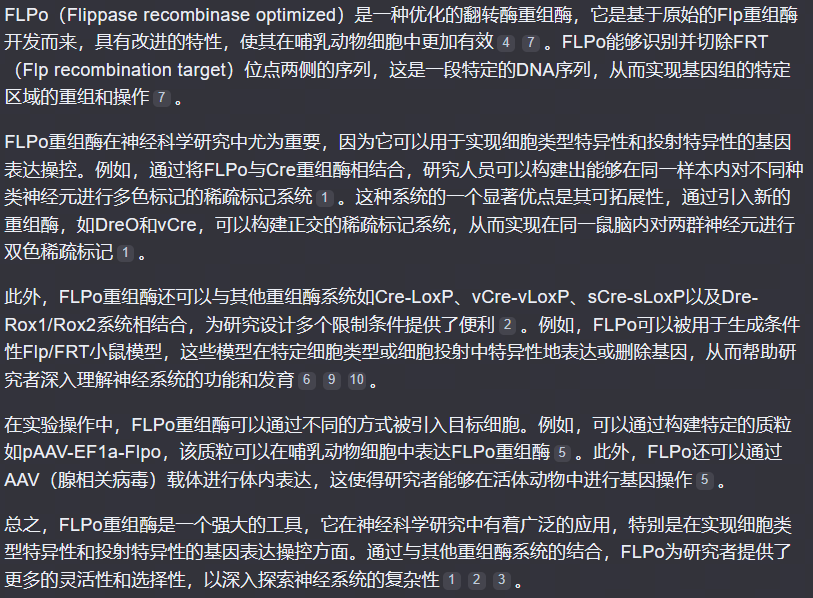 FLPo（Flippase recombinase optimized）是一种优化的翻转酶重组酶，它是基于原始的Flp重组酶
开发而来，具有改进的特性，使其在哺乳动物细胞中更加有效 4 7 。FLPo能够识别并切除FRT
（Flp recombination target）位点两侧的序列，这是一段特定的DNA序列，从而实现基因组的特定
区域的重组和操作 7 。
FLPo重组酶在神经科学研究中尤为重要，因为它可以用于实现细胞类型特异性和投射特异性的基因
表达操控。例如，通过将FLPo与Cre重组酶相结合，研究人员可以构建出能够在同一样本内对不同种
类神经元进行多色标记的稀疏标记系统 1 。这种系统的一个显著优点是其可拓展性，通过引入新的
重组酶，如DreO和vCre，可以构建正交的稀疏标记系统，从而实现在同一鼠脑内对两群神经元进行
双色稀疏标记 1 。
此外，FLPo重组酶还可以与其他重组酶系统如Cre-LoxP、vCre-vLoxP、sCre-sLoxP以及Dre-
Rox1/Rox2系统相结合，为研究设计多个限制条件提供了便利 2 。例如，FLPo可以被用于生成条件
性Flp/FRT小鼠模型，这些模型在特定细胞类型或细胞投射中特异性地表达或删除基因，从而帮助研
究者深入理解神经系统的功能和发育 6 9 10 。
在实验操作中，FLPo重组酶可以通过不同的方式被引入目标细胞。例如，可以通过构建特定的质粒
如pAAV-EF1a-Flpo，该质粒可以在哺乳动物细胞中表达FLPo重组酶 5 。此外，FLPo还可以通过
AAV（腺相关病毒）载体进行体内表达，这使得研究者能够在活体动物中进行基因操作 5 。
总之，FLPo重组酶是一个强大的工具，它在神经科学研究中有着广泛的应用，特别是在实现细胞类
型特异性和投射特异性的基因表达操控方面。通过与其他重组酶系统的结合，FLPo为研究者提供了
更多的灵活性和选择性，以深入探索神经系统的复杂性 1 2 3 。